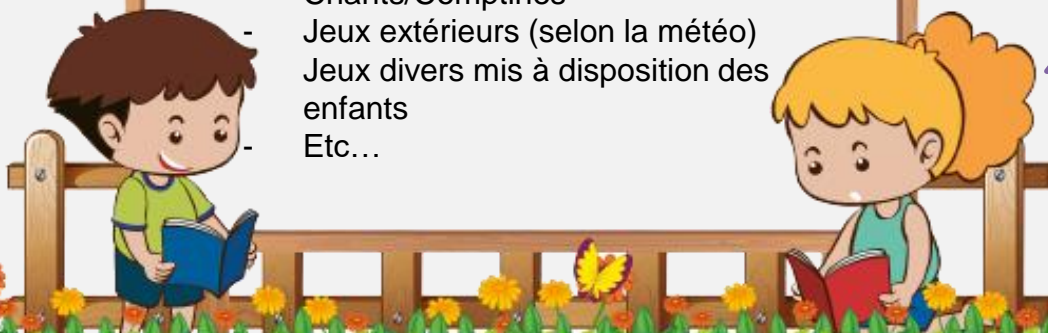 Chants/Comptines
- Jeux extérieurs (selon la météo)
Jeux divers mis à disposition des
enfants
- Etc…